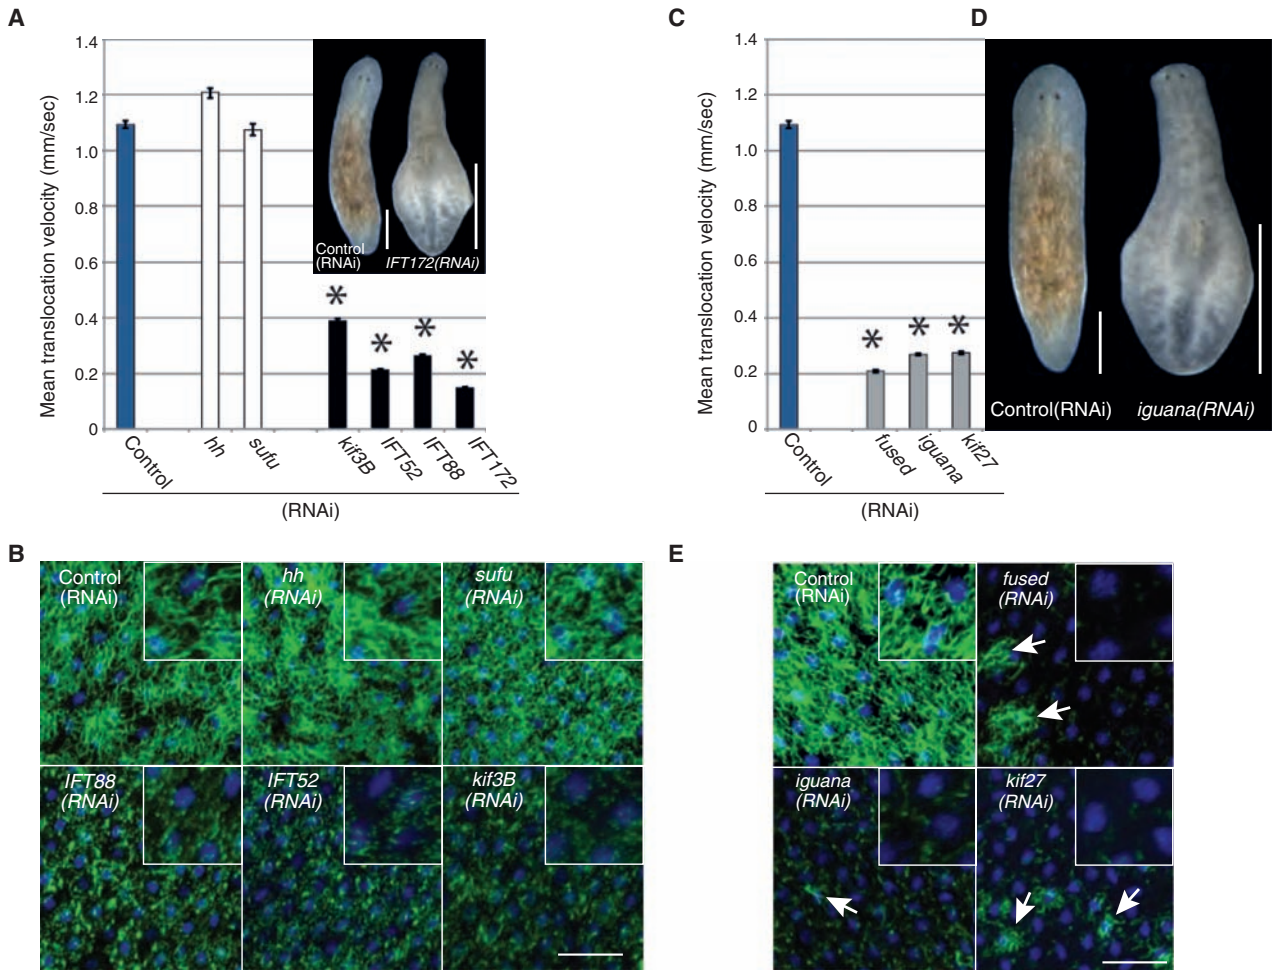 A
Mean translocation velocity (mm/sec)
1.4
1.2
1.0
0.8
0.6
0.4
0.2
0
Control
(RNAi)
IFT172(RNAi)
*
*
*
*
Control
hh
sufu
kif3B
IFT52
IFT88
IFT172
(RNAi)
C
Mean translocation velocity (mm/sec)
1.4
1.2
1.0
0.8
0.6
0.4
0.2
0
*
*
*
Control
fused
iguana
kif27
(RNAi)
D
Control(RNAi)
iguana(RNAi)
B
Control
(RNAi)
hh
(RNAi)
sufu
(RNAi)
IFT88
(RNAi)
IFT52
(RNAi)
kif3B
(RNAi)
E
Control
(RNAi)
fused
(RNAi)
iguana
(RNAi)
kif27
(RNAi)